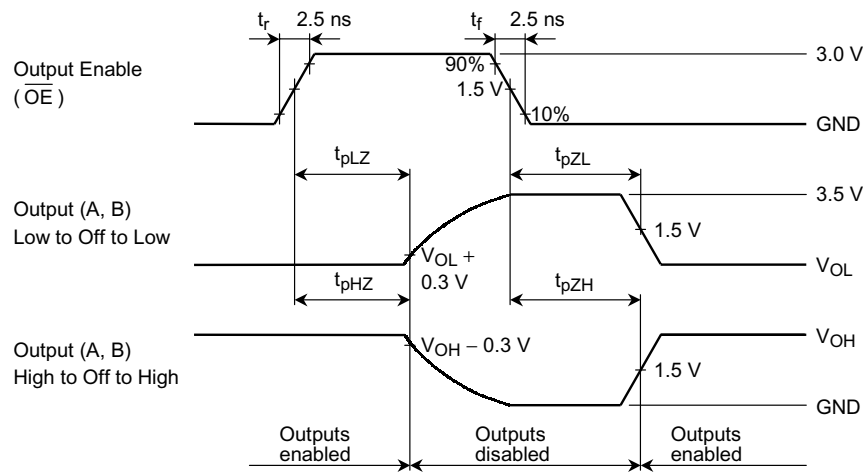 tr 2.5 ns tf 2.5 ns
Output Enable
( OE )
90%
1.5 V
10%
3.0 V
GND
tpLZ tpZL
Output (A, B)
Low to Off to Low
3.5 V
1.5 V
VOL +
0.3 V
VOL
tpHZ tpZH
Output (A, B)
High to Off to High
VOH − 0.3 V
VOH
1.5 V
GND
Outputs
enabled
Outputs
disabled
Outputs
enabled